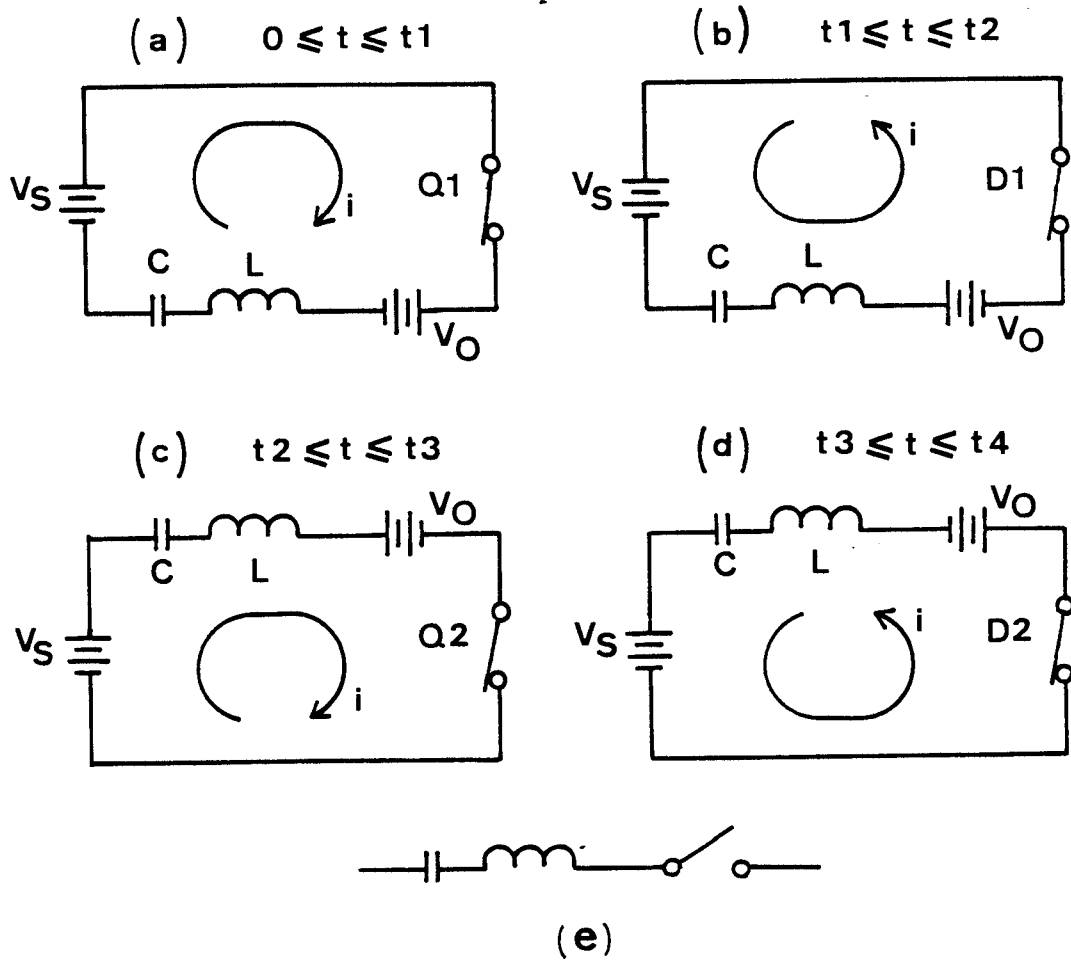 (a) 0 ⩽ t ⩽ t1
(b) t1 ⩽ t ⩽ t2
VS
Q1
i
C
L
VO
VS
D1
i
C
L
VO
(c) t2 ⩽ t ⩽ t3
(d) t3 ⩽ t ⩽ t4
VO
C
L
VS
Q2
i
VO
C
L
VS
D2
i
(e)